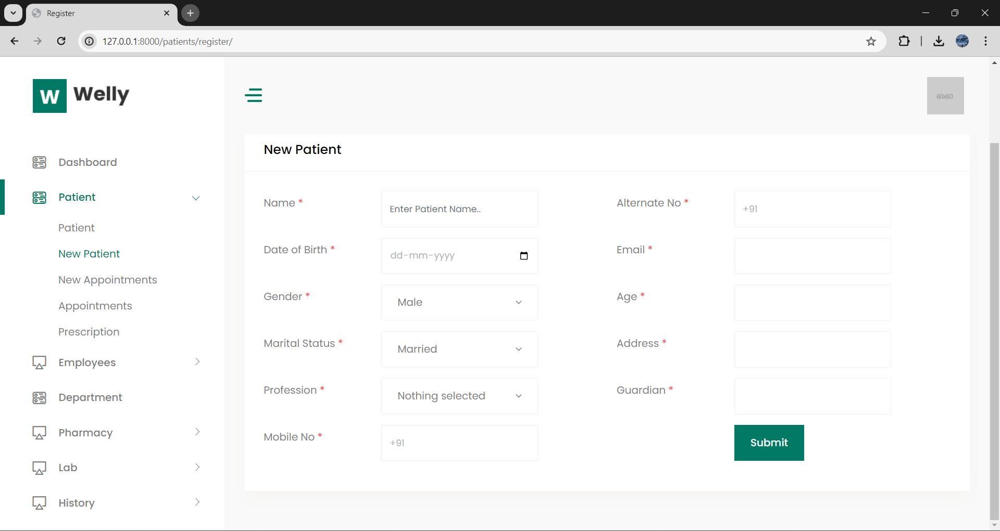 Register
127.0.0.1:8000/patients/register/
W Welly
60x60
Dashboard
Patient
Patient
New Patient
New Appointments
Appointments
Prescription
Employees
Department
Pharmacy
Lab
History
New Patient
Name *
Enter Patient Name..
Date of Birth *
dd-mm-yyyy
Gender *
Male
Marital Status *
Married
Profession *
Nothing selected
Mobile No *
+91
Alternate No *
+91
Email *
Age *
Address *
Guardian *
Submit